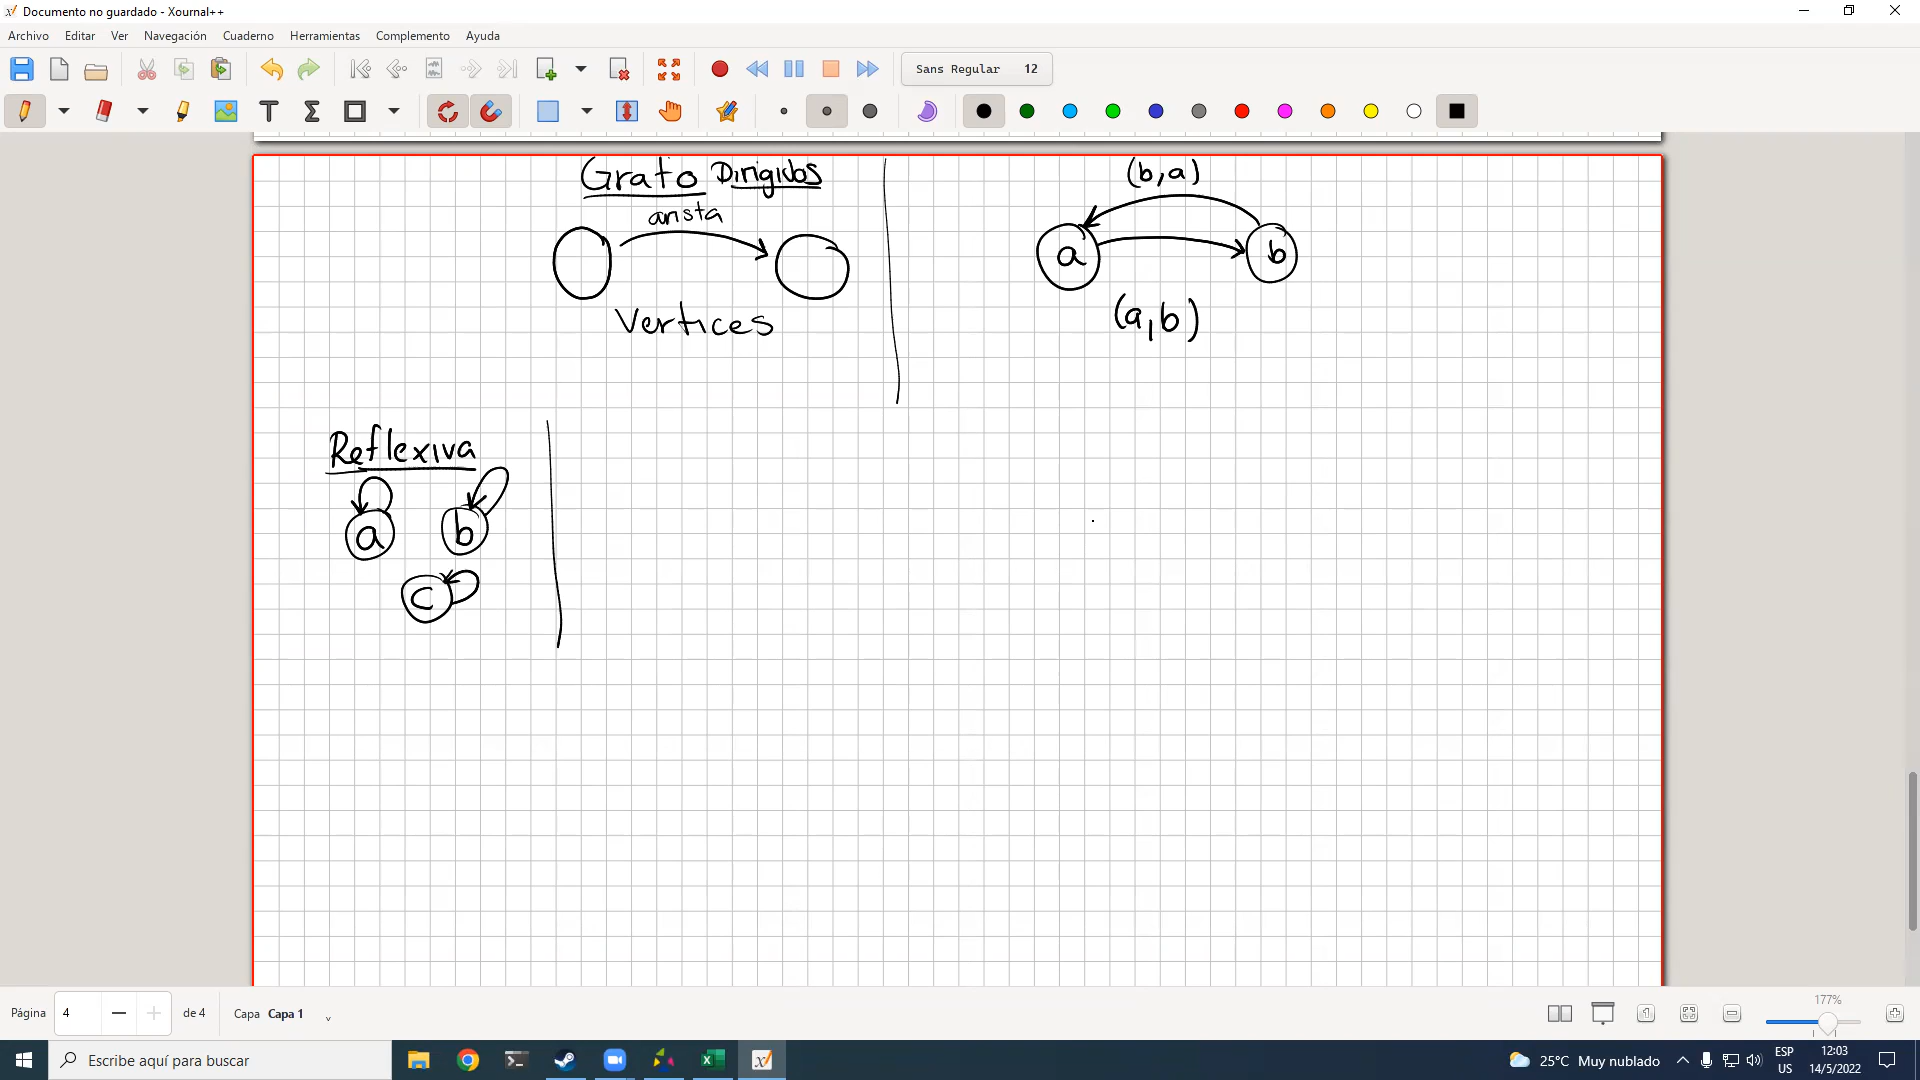 Documento no guardado - Xournal++
Archivo Editar Ver Navegación Cuaderno Herramientas Complemento Ayuda
Sans Regular 12
Grafo Dirigidos
arista
Vertices
(b,a)
a b
(a,b)
Reflexiva
a b
c
Página 4 de 4 Capa Capa 1
177%
Escribe aquí para buscar
25°C Muy nublado
ESP
US
12:03
14/5/2022